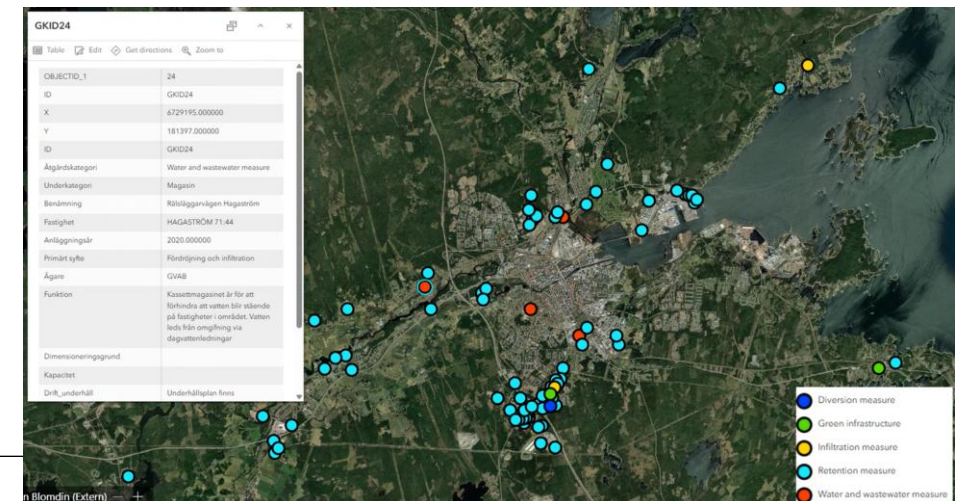 GKID24
Table Edit Get directions Zoom to
OBJECTID_1 24
ID GKID24
X 6729195.000000
Y 181397.000000
ID GKID24
Åtgärdskategori Water and wastewater measure
Underkategori Magasin
Benämning Rälsläggarvägen Hagaström
Fastighet HAGASTRÖM 71:44
Anläggningsår 2020.000000
Primärt syfte Fördröjning och infiltration
Ägare GVAB
Funktion Kassettmagasinet är för att
förhindra att vatten blir stående
på fastigheter i området. Vatten
leds från omgifning via
dagvattenledningar
Dimensioneringsgrund
Kapacitet
Drift_underhåll Underhållsplan finns
Diversion measure
Green infrastructure
Infiltration measure
Retention measure
Water and wastewater measure
n Blomdin (Extern)